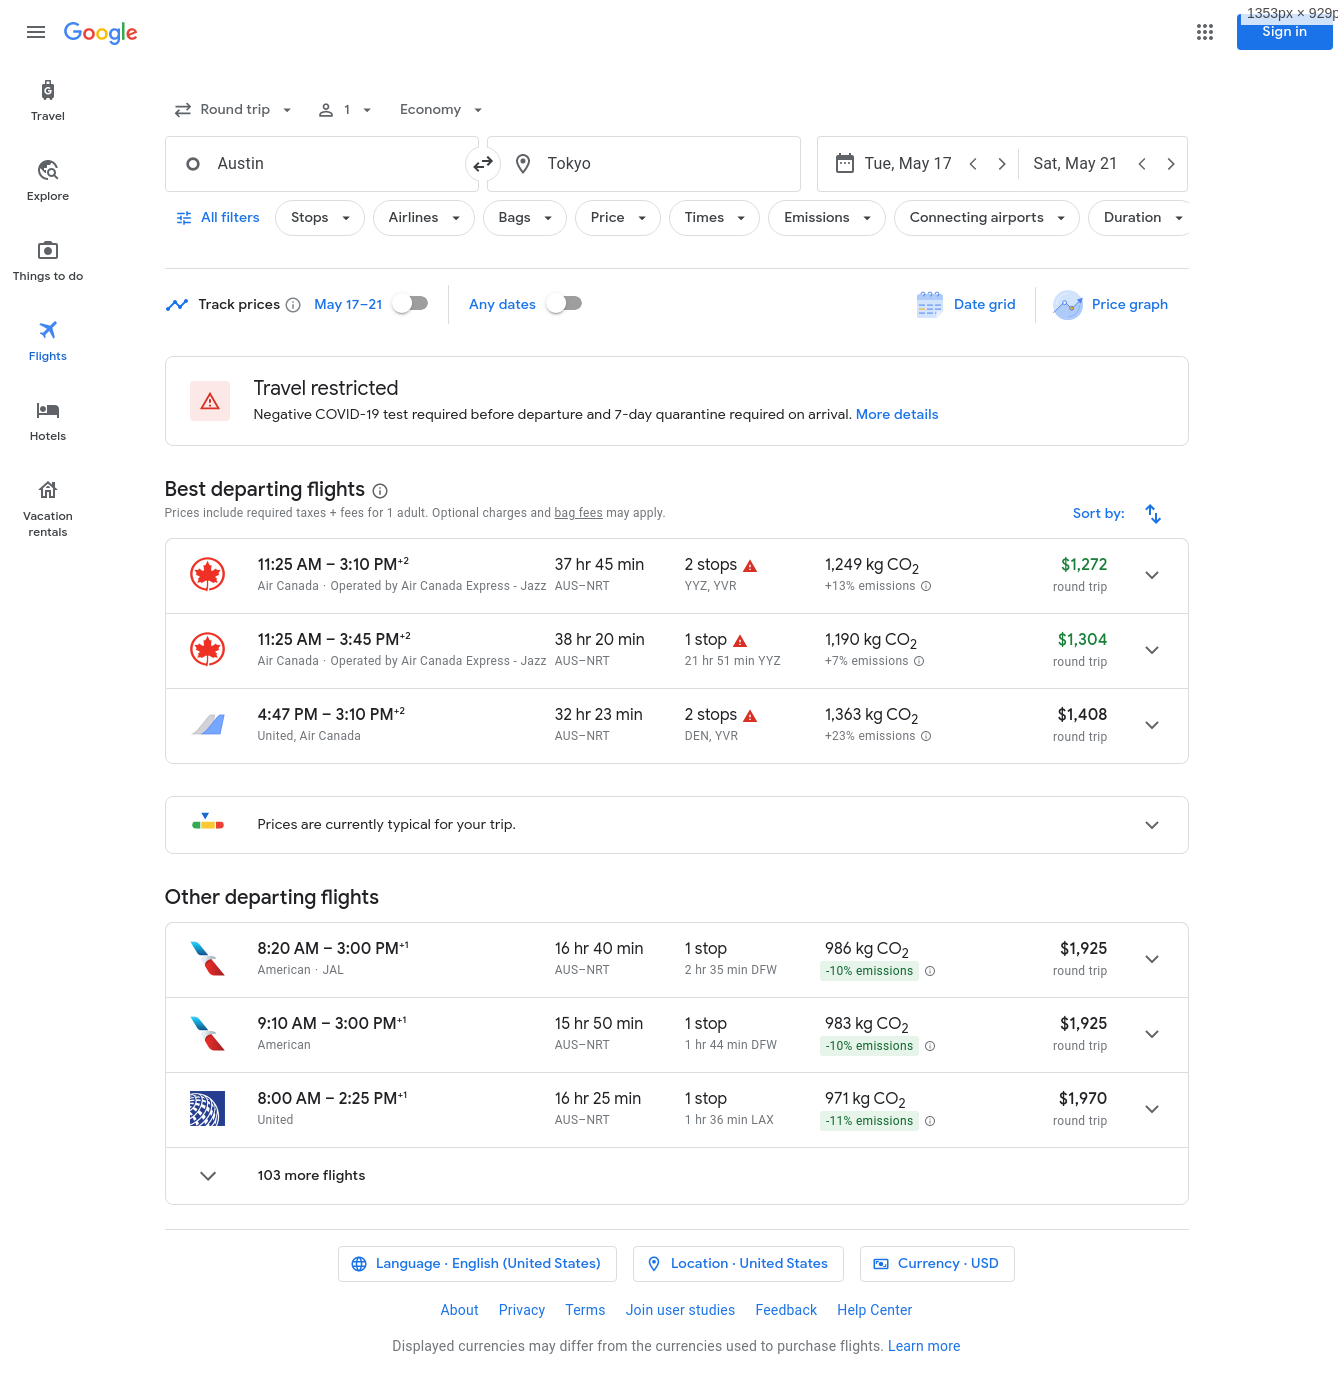 1353px × 929p
Google
Sign in
Travel
Explore
Things to do
Flights
Hotels
Vacation
rentals
Round trip 1 Economy
Austin Tokyo Tue, May 17 Sat, May 21
All filters Stops Airlines Bags Price Times Emissions Connecting airports Duration
Track prices May 17–21 Any dates Date grid Price graph
Travel restricted
Negative COVID-19 test required before departure and 7-day quarantine required on arrival. More details
Best departing flights
Prices include required taxes + fees for 1 adult. Optional charges and bag fees may apply.
Sort by:
11:25 AM – 3:10 PM+2 37 hr 45 min 2 stops 1,249 kg CO2 $1,272
Air Canada · Operated by Air Canada Express - Jazz AUS–NRT YYZ, YVR +13% emissions round trip
11:25 AM – 3:45 PM+2 38 hr 20 min 1 stop 1,190 kg CO2 $1,304
Air Canada · Operated by Air Canada Express - Jazz AUS–NRT 21 hr 51 min YYZ +7% emissions round trip
4:47 PM – 3:10 PM+2 32 hr 23 min 2 stops 1,363 kg CO2 $1,408
United, Air Canada AUS–NRT DEN, YVR +23% emissions round trip
Prices are currently typical for your trip.
Other departing flights
8:20 AM – 3:00 PM+1 16 hr 40 min 1 stop 986 kg CO2 $1,925
American · JAL AUS–NRT 2 hr 35 min DFW -10% emissions round trip
9:10 AM – 3:00 PM+1 15 hr 50 min 1 stop 983 kg CO2 $1,925
American AUS–NRT 1 hr 44 min DFW -10% emissions round trip
8:00 AM – 2:25 PM+1 16 hr 25 min 1 stop 971 kg CO2 $1,970
United AUS–NRT 1 hr 36 min LAX -11% emissions round trip
103 more flights
Language · English (United States) Location · United States Currency · USD
About Privacy Terms Join user studies Feedback Help Center
Displayed currencies may differ from the currencies used to purchase flights. Learn more